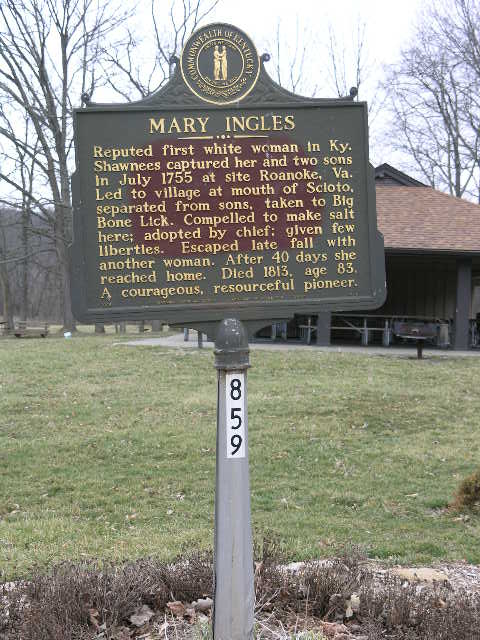 COMMONWEALTH OF KENTUCKY
MARY INGLES
Reputed first white woman in Ky.
Shawnees captured her and two sons
in July 1755 at site Roanoke, Va.
Led to village at mouth of Scioto,
separated from sons, taken to Big
Bone Lick. Compelled to make salt
here; adopted by chief; given few
liberties. Escaped late fall with
another woman. After 40 days she
reached home. Died 1813, age 83.
A courageous, resourceful pioneer.
8
5
9